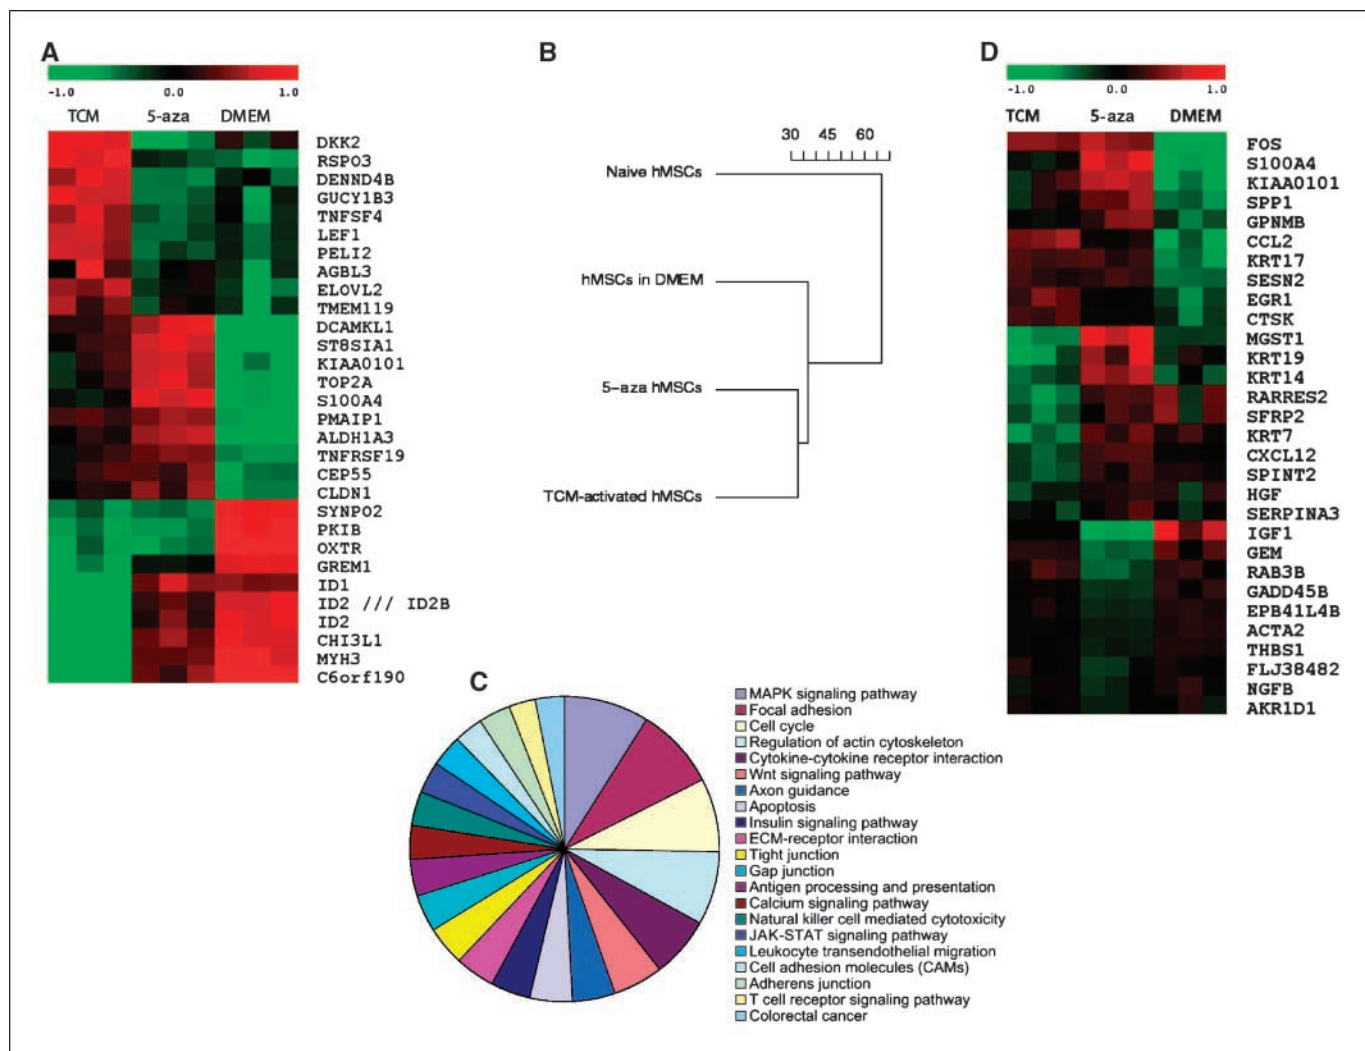 A
-1.0 0.0 1.0
TCM 5-aza DMEM
DKK2
RSPO3
DENND4B
GUCY1B3
TNFSF4
LEF1
PELI2
AGBL3
ELOVL2
TMEM119
DCAMKL1
ST8SIA1
KIAA0101
TOP2A
S100A4
PMAIP1
ALDH1A3
TNFRSF19
CEP55
CLDN1
SYNPO2
PKIB
OXTR
GREM1
ID1
ID2 /// ID2B
ID2
CHI3L1
MYH3
C6orf190
B
30 45 60
Naive hMSCs
hMSCs in DMEM
5-aza hMSCs
TCM-activated hMSCs
C
MAPK signaling pathway
Focal adhesion
Cell cycle
Regulation of actin cytoskeleton
Cytokine-cytokine receptor interaction
Wnt signaling pathway
Axon guidance
Apoptosis
Insulin signaling pathway
ECM-receptor interaction
Tight junction
Gap junction
Antigen processing and presentation
Calcium signaling pathway
Natural killer cell mediated cytotoxicity
JAK-STAT signaling pathway
Leukocyte transendothelial migration
Cell adhesion molecules (CAMs)
Adherens junction
T cell receptor signaling pathway
Colorectal cancer
D
-1.0 0.0 1.0
TCM 5-aza DMEM
FOS
S100A4
KIAA0101
SPP1
GPNMB
CCL2
KRT17
SESN2
EGR1
CTSK
MGST1
KRT19
KRT14
RARRES2
SFRP2
KRT7
CXCL12
SPINT2
HGF
SERPINA3
IGF1
GEM
RAB3B
GADD45B
EPB41L4B
ACTA2
THBS1
FLJ38482
NGFB
AKR1D1